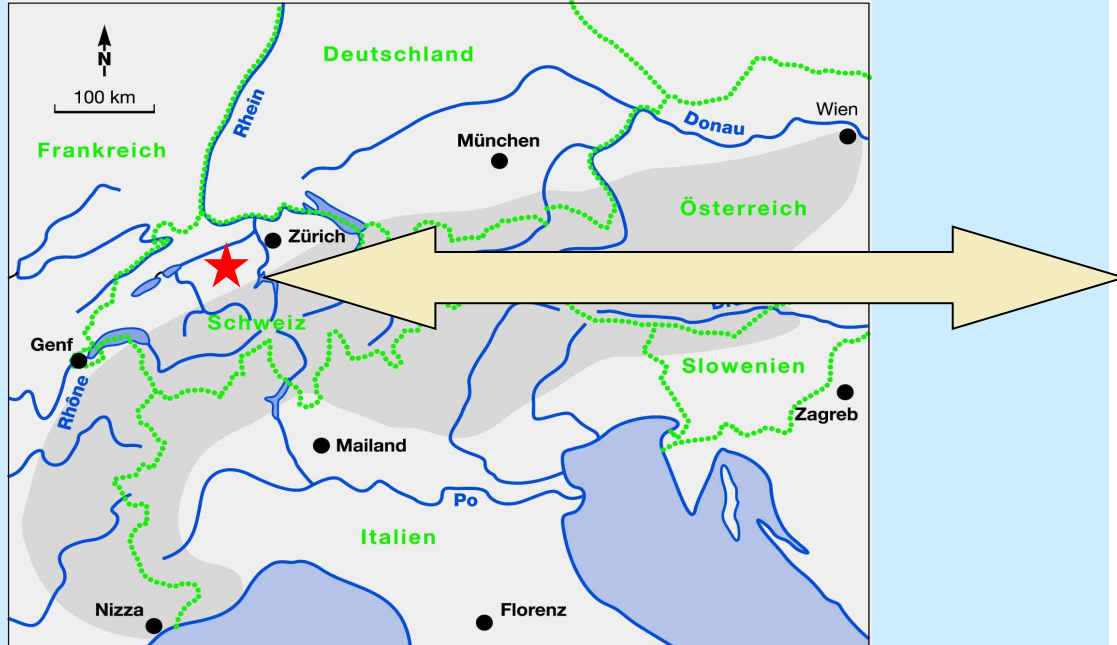 Deutschland
N
100 km
Rhein
Wien
Donau
München
Frankreich
Österreich
Zürich
Schweiz
Genf
Slowenien
Rhône
Zagreb
Mailand
Po
Italien
Nizza
Florenz